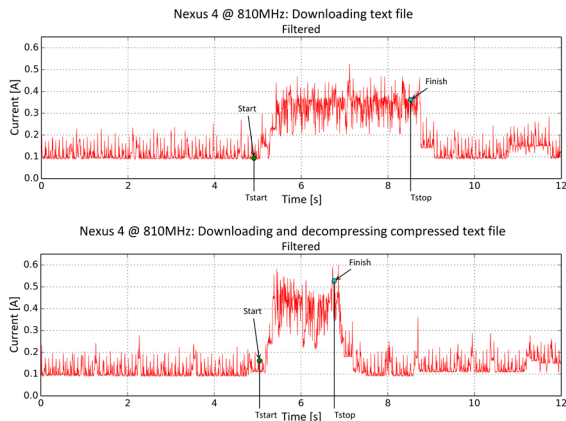 Nexus 4 @ 810MHz: Downloading text file
Filtered
Current [A]
0.6
0.5
0.4
0.3
0.2
0.1
0.0
Start
Finish
0 2 4 6 8 10 12
Tstart Time [s] Tstop
Nexus 4 @ 810MHz: Downloading and decompressing compressed text file
Filtered
Current [A]
0.6
0.5
0.4
0.3
0.2
0.1
0.0
Start
Finish
0 2 4 6 8 10 12
Tstart Time [s] Tstop